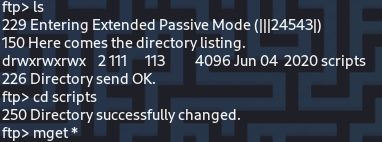 ftp> ls
229 Entering Extended Passive Mode (|||24543|)
150 Here comes the directory listing.
drwxrwxrwx 2 111 113 4096 Jun 04 2020 scripts
226 Directory send OK.
ftp> cd scripts
250 Directory successfully changed.
ftp> mget *